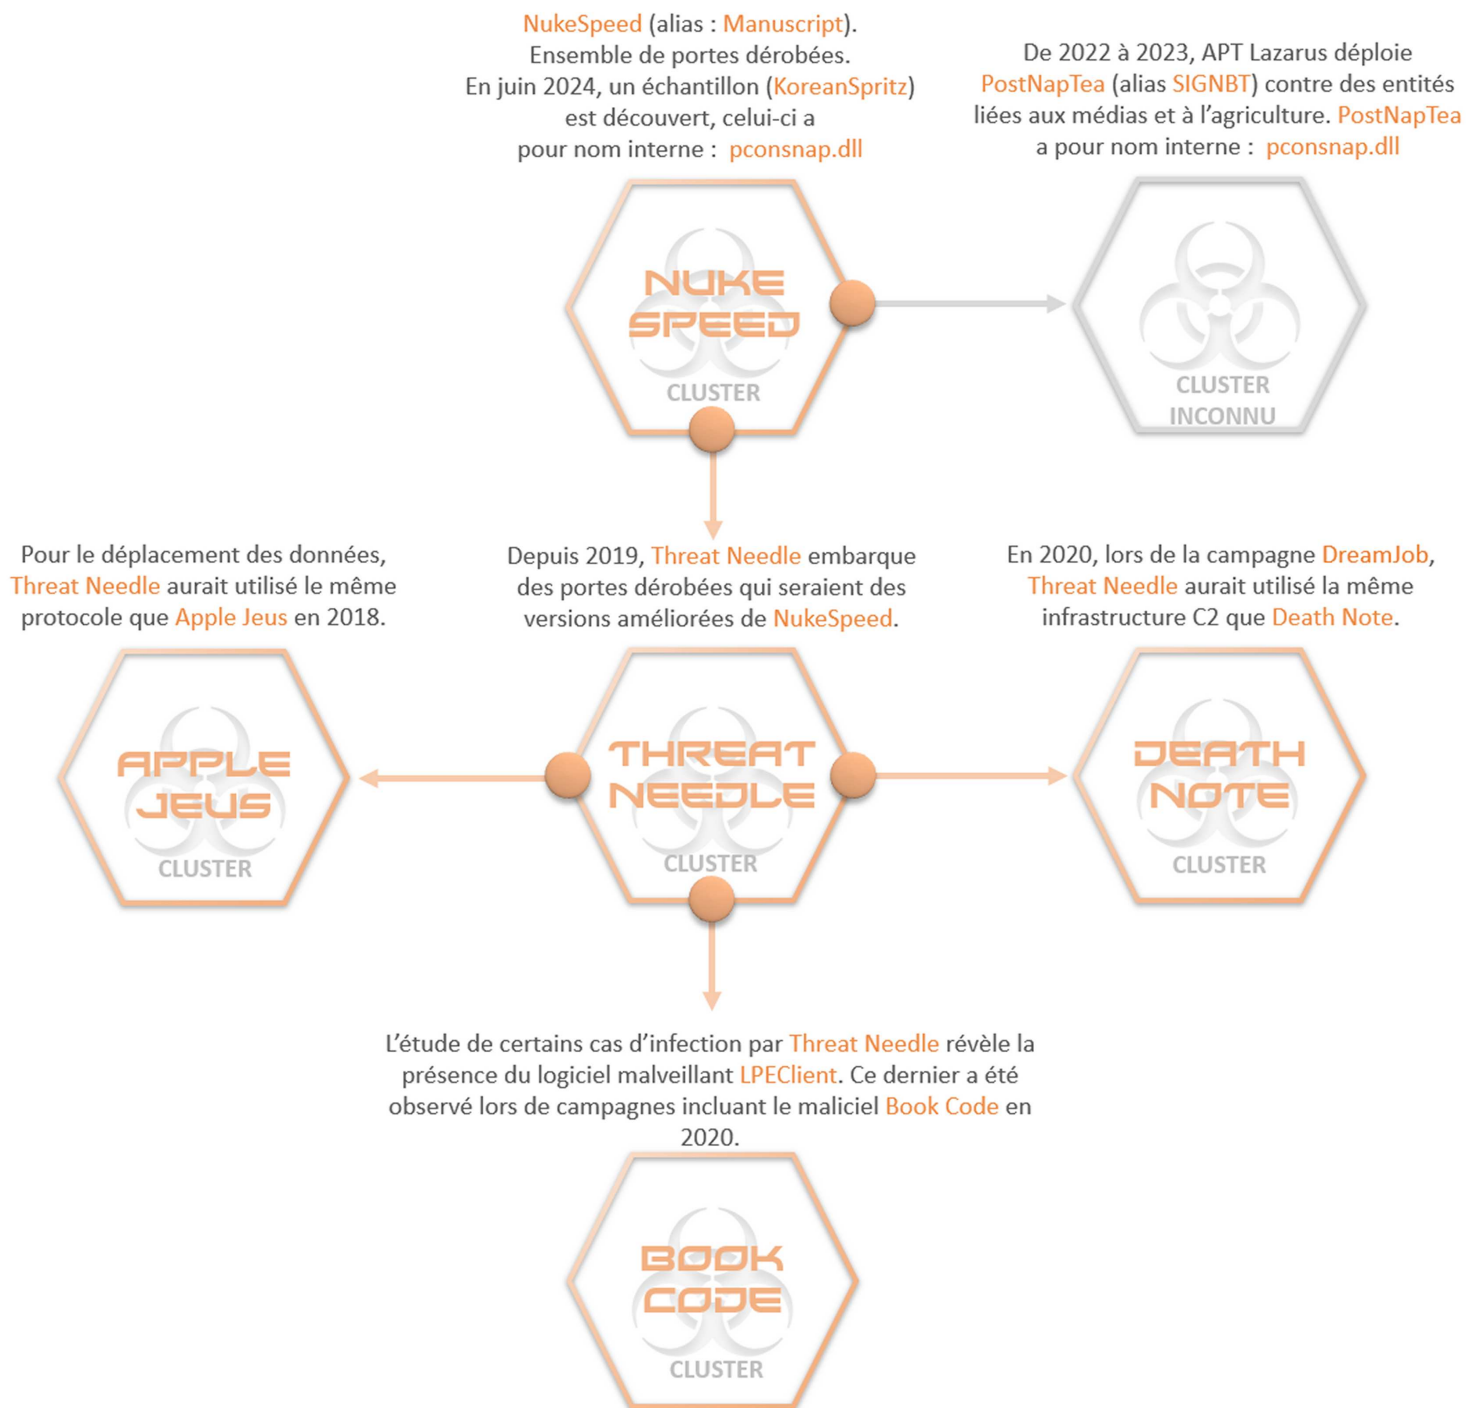 NukeSpeed (alias : Manuscript).
Ensemble de portes dérobées.
En juin 2024, un échantillon (KoreanSpritz)
est découvert, celui-ci a
pour nom interne :  pconsnap.dll
De 2022 à 2023, APT Lazarus déploie
PostNapTea (alias SIGNBT) contre des entités
liées aux médias et à l’agriculture. PostNapTea
a pour nom interne :  pconsnap.dll
NUKE
SPEED
CLUSTER
CLUSTER
INCONNU
Pour le déplacement des données,
Threat Needle aurait utilisé le même
protocole que Apple Jeus en 2018.
Depuis 2019, Threat Needle embarque
des portes dérobées qui seraient des
versions améliorées de NukeSpeed.
En 2020, lors de la campagne DreamJob,
Threat Needle aurait utilisé la même
infrastructure C2 que Death Note.
APPLE
JEUS
CLUSTER
THREAT
NEEDLE
CLUSTER
DEATH
NOTE
CLUSTER
L’étude de certains cas d’infection par Threat Needle révèle la
présence du logiciel malveillant LPEClient. Ce dernier a été
observé lors de campagnes incluant le maliciel Book Code en
2020.
BOOK
CODE
CLUSTER